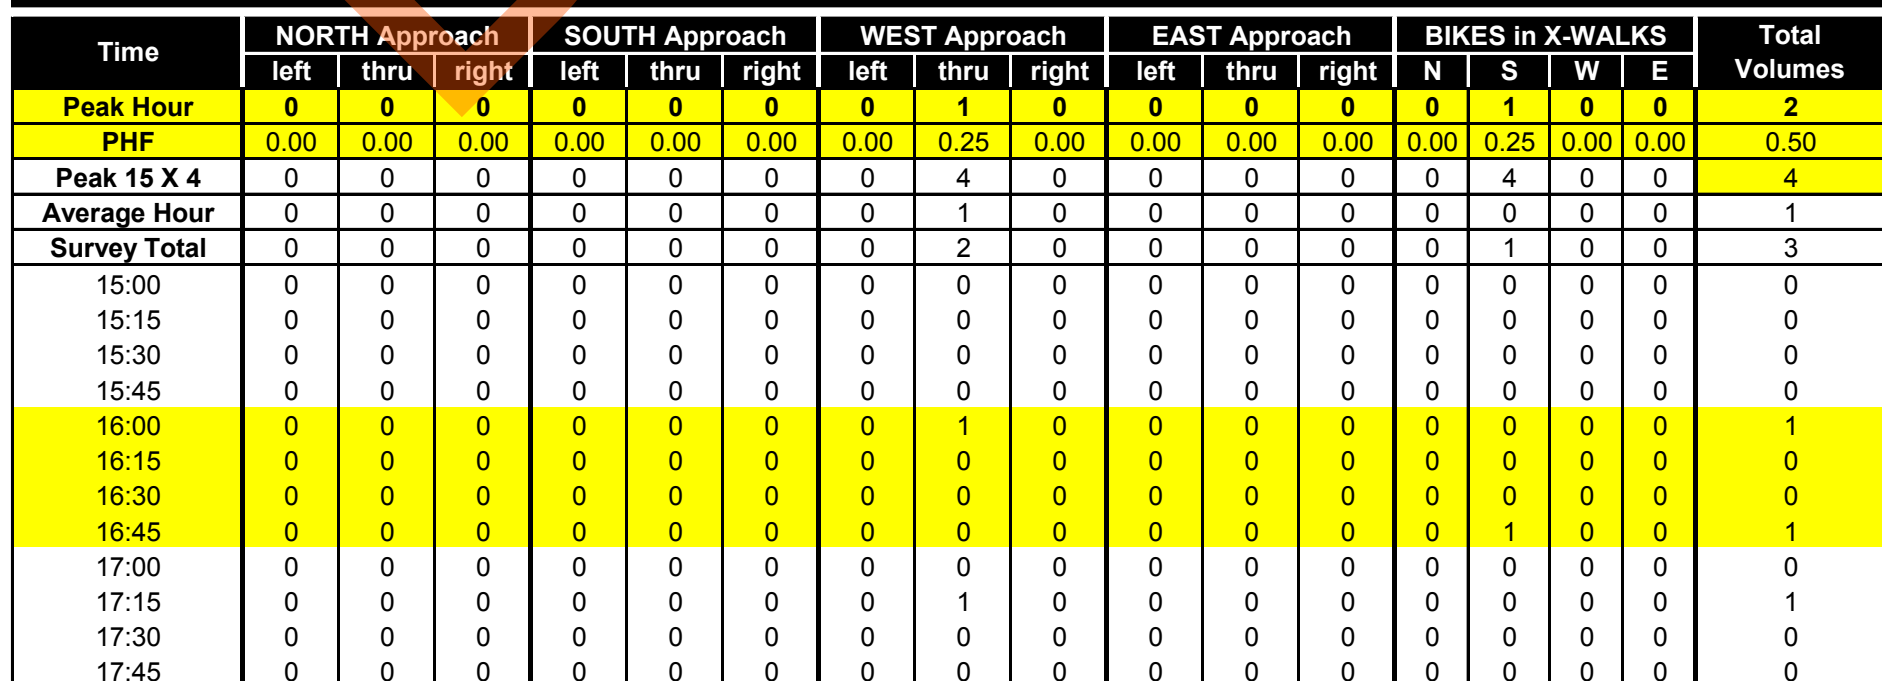 Time NORTH Approach SOUTH Approach WEST Approach EAST Approach BIKES in X-WALKS Total Volumes
left thru right left thru right left thru right left thru right N S W E
Peak Hour 0 0 0 0 0 0 0 1 0 0 0 0 0 1 0 0 2
PHF 0.00 0.00 0.00 0.00 0.00 0.00 0.00 0.25 0.00 0.00 0.00 0.00 0.00 0.25 0.00 0.00 0.50
Peak 15 X 4 0 0 0 0 0 0 0 4 0 0 0 0 0 4 0 0 4
Average Hour 0 0 0 0 0 0 0 1 0 0 0 0 0 0 0 0 1
Survey Total 0 0 0 0 0 0 0 2 0 0 0 0 0 1 0 0 3
15:00 0 0 0 0 0 0 0 0 0 0 0 0 0 0 0 0 0
15:15 0 0 0 0 0 0 0 0 0 0 0 0 0 0 0 0 0
15:30 0 0 0 0 0 0 0 0 0 0 0 0 0 0 0 0 0
15:45 0 0 0 0 0 0 0 0 0 0 0 0 0 0 0 0 0
16:00 0 0 0 0 0 0 0 1 0 0 0 0 0 0 0 0 1
16:15 0 0 0 0 0 0 0 0 0 0 0 0 0 0 0 0 0
16:30 0 0 0 0 0 0 0 0 0 0 0 0 0 0 0 0 0
16:45 0 0 0 0 0 0 0 0 0 0 0 0 0 1 0 0 1
17:00 0 0 0 0 0 0 0 0 0 0 0 0 0 0 0 0 0
17:15 0 0 0 0 0 0 0 1 0 0 0 0 0 0 0 0 1
17:30 0 0 0 0 0 0 0 0 0 0 0 0 0 0 0 0 0
17:45 0 0 0 0 0 0 0 0 0 0 0 0 0 0 0 0 0